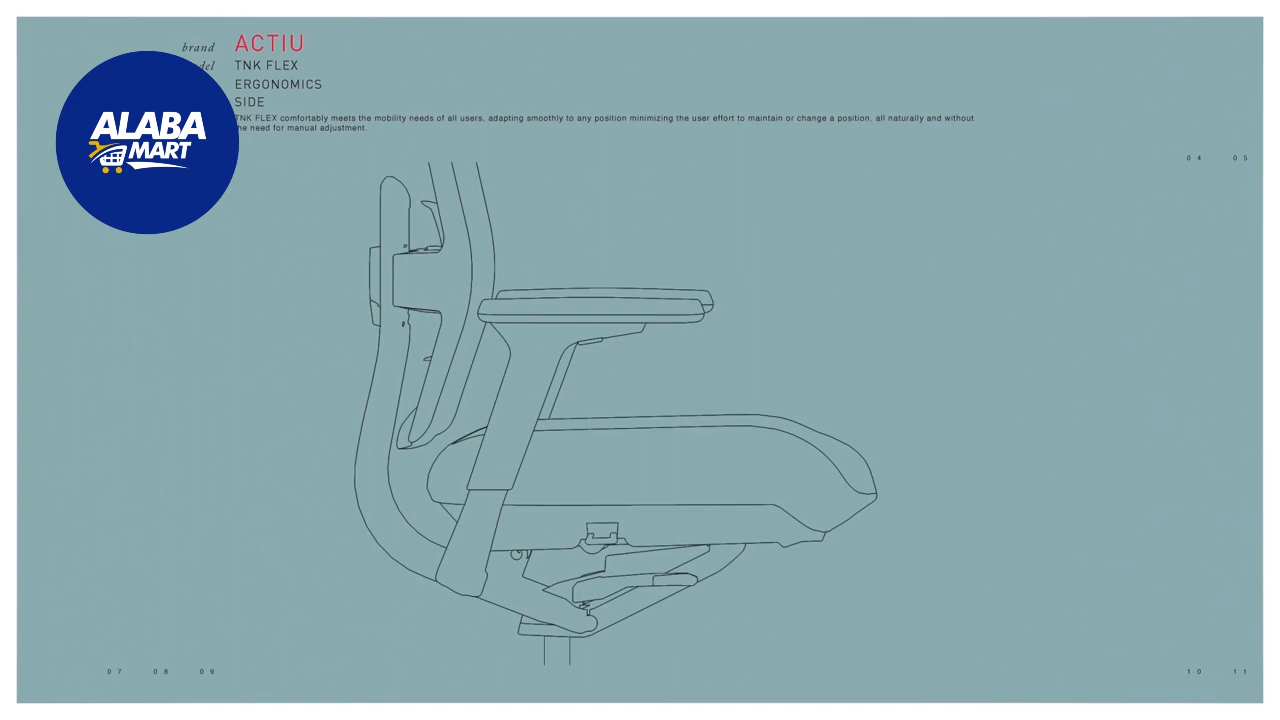 brand ACTIU
del TNK FLEX
ERGONOMICS
SIDE
TNK FLEX comfortably meets the mobility needs of all users, adapting smoothly to any position minimizing the user effort to maintain or change a position, all naturally and without
the need for manual adjustment.
ALABA
MART
04 05
07 08 09
10 11